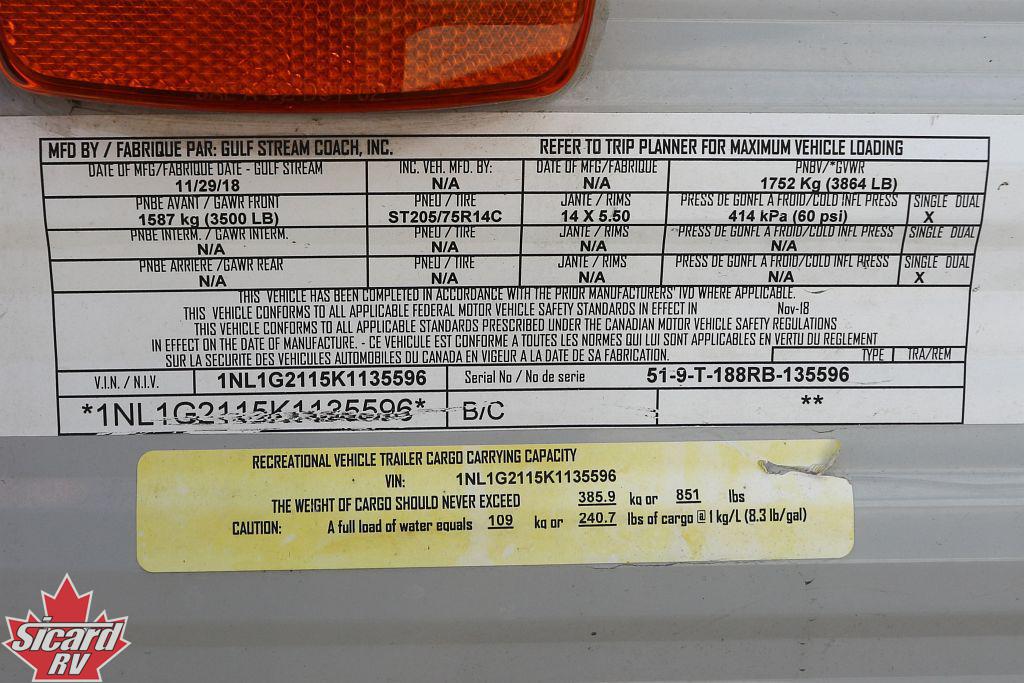 MFD BY / FABRIQUE PAR: GULF STREAM COACH, INC. REFER TO TRIP PLANNER FOR MAXIMUM VEHICLE LOADING
DATE OF MFG/FABRIQUE DATE - GULF STREAM INC. VEH. MFD. BY: DATE OF MFG/FABRIQUE PNBV/*GVWR
11/29/18 N/A N/A 1752 Kg (3864 LB)
PNBE AVANT / GAWR FRONT PNEU / TIRE JANTE / RIMS PRESS DE GONFL A FROID/COLD INFL PRESS SINGLE DUAL
1587 kg (3500 LB) ST205/75R14C 14 X 5.50 414 kPa (60 psi) X
PNBE INTERM. / GAWR INTERM. PNEU / TIRE JANTE / RIMS PRESS DE GONFL A FROID/COLD INFL PRESS SINGLE DUAL
N/A N/A N/A N/A
PNBE ARRIERE /GAWR REAR PNEU / TIRE JANTE / RIMS PRESS DE GONFL A FROID/COLD INFL PRESS SINGLE DUAL
N/A N/A N/A N/A X
THIS VEHICLE HAS BEEN COMPLETED IN ACCORDANCE WITH THE PRIOR MANUFACTURERS' IVD WHERE APPLICABLE.
THIS VEHICLE CONFORMS TO ALL APPLICABLE FEDERAL MOTOR VEHICLE SAFETY STANDARDS IN EFFECT IN Nov-18
THIS VEHICLE CONFORMS TO ALL APPLICABLE STANDARDS PRESCRIBED UNDER THE CANADIAN MOTOR VEHICLE SAFETY REGULATIONS
IN EFFECT ON THE DATE OF MANUFACTURE. - CE VEHICULE EST CONFORME A TOUTES LES NORMES QUI LUI SONT APPLICABLES EN VERTU DU REGLEMENT
SUR LA SECURITE DES VEHICULES AUTOMOBILES DU CANADA EN VIGEUR A LA DATE DE SA FABRICATION. TYPE TRA/REM
V.I.N. / N.I.V. 1NL1G2115K1135596 Serial No / No de serie 51-9-T-188RB-135596
*1NL1G2115K1135596* B/C **
RECREATIONAL VEHICLE TRAILER CARGO CARRYING CAPACITY
VIN: 1NL1G2115K1135596
THE WEIGHT OF CARGO SHOULD NEVER EXCEED 385.9 kg or 851 lbs
CAUTION: A full load of water equals 109 kg or 240.7 lbs of cargo @ 1 kg/L (8.3 lb/gal)
Sicard
RV